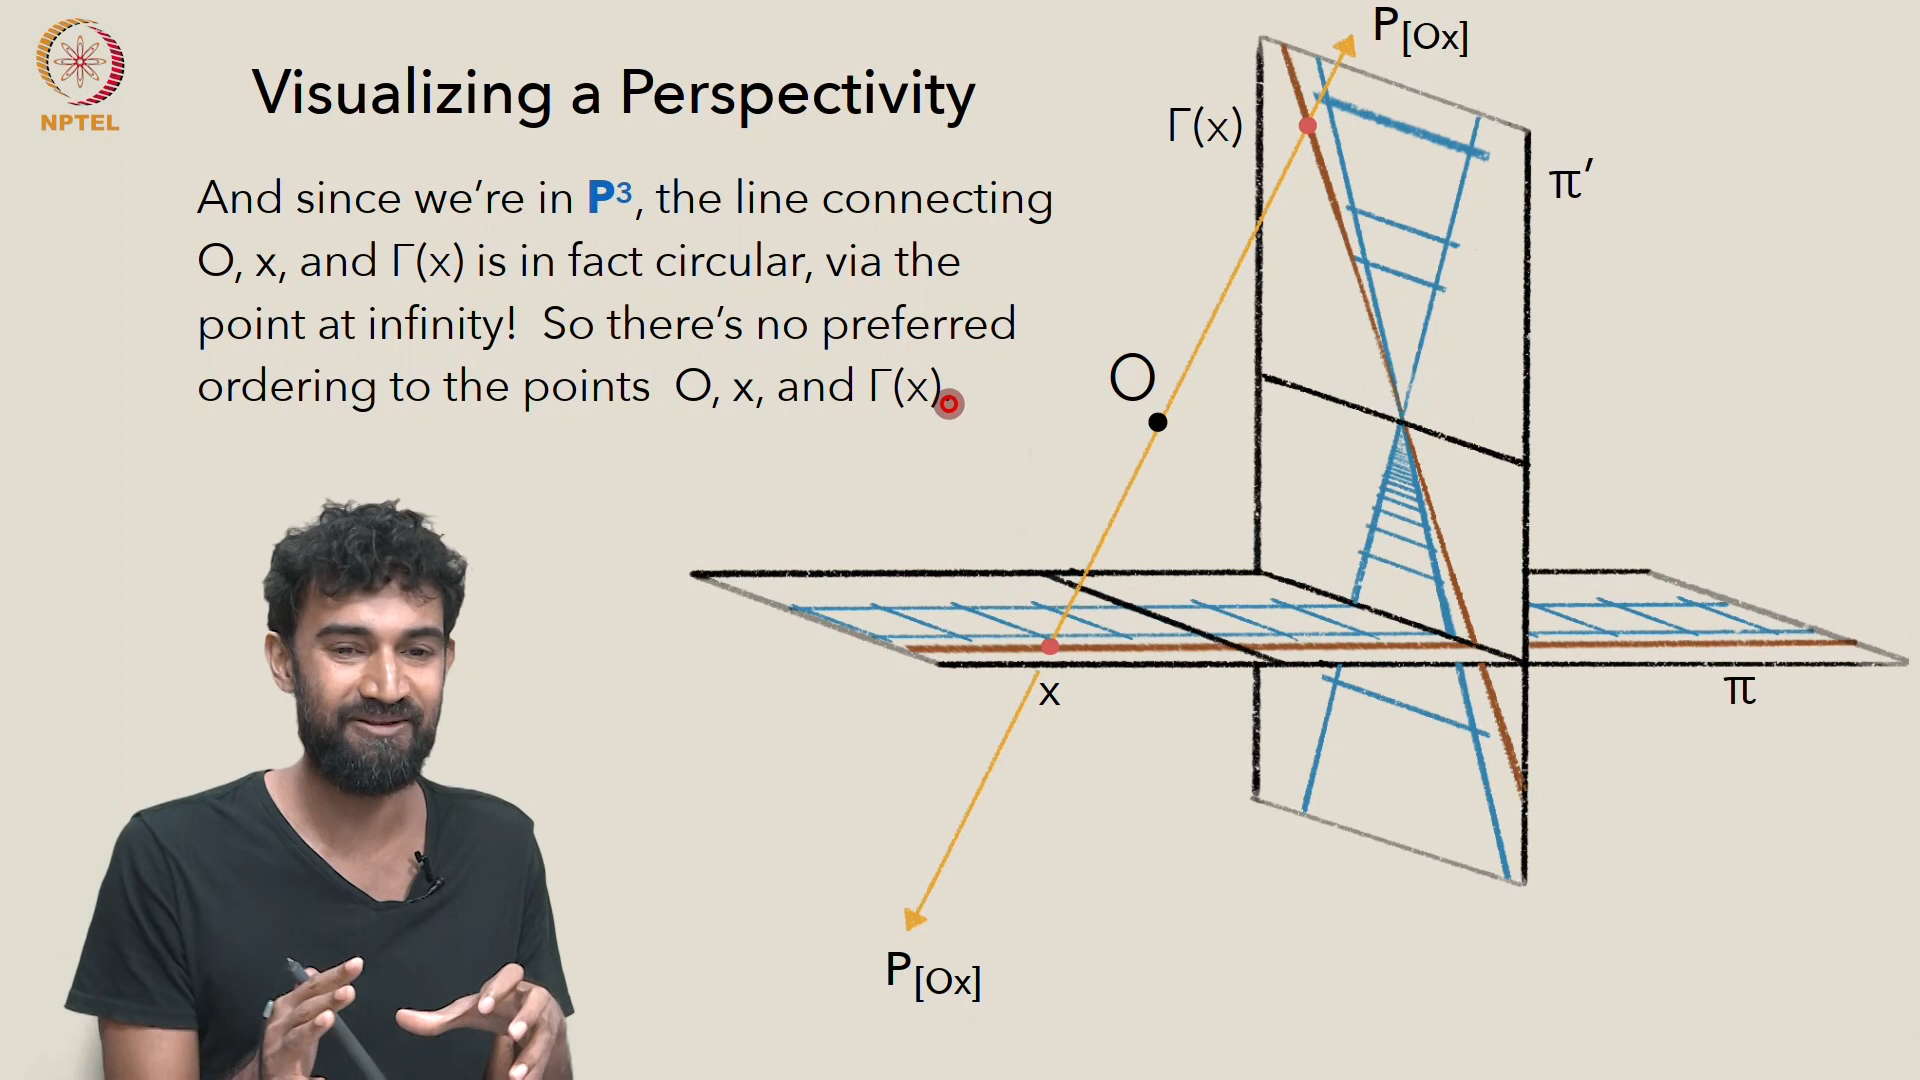 NPTEL
Visualizing a Perspectivity
And since we’re in P³, the line connecting
O, x, and Γ(x) is in fact circular, via the
point at infinity!  So there’s no preferred
ordering to the points  O, x, and Γ(x).
P[Ox]
Γ(x)
π’
O
x
π
P[Ox]